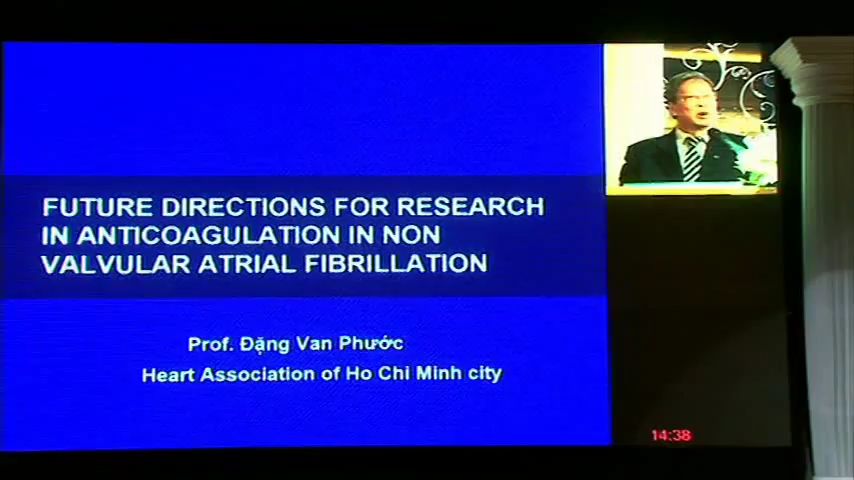 FUTURE DIRECTIONS FOR RESEARCH
IN ANTICOAGULATION IN NON
VALVULAR ATRIAL FIBRILLATION
Prof. Đặng Van Phước
Heart Association of Ho Chi Minh city
14:38